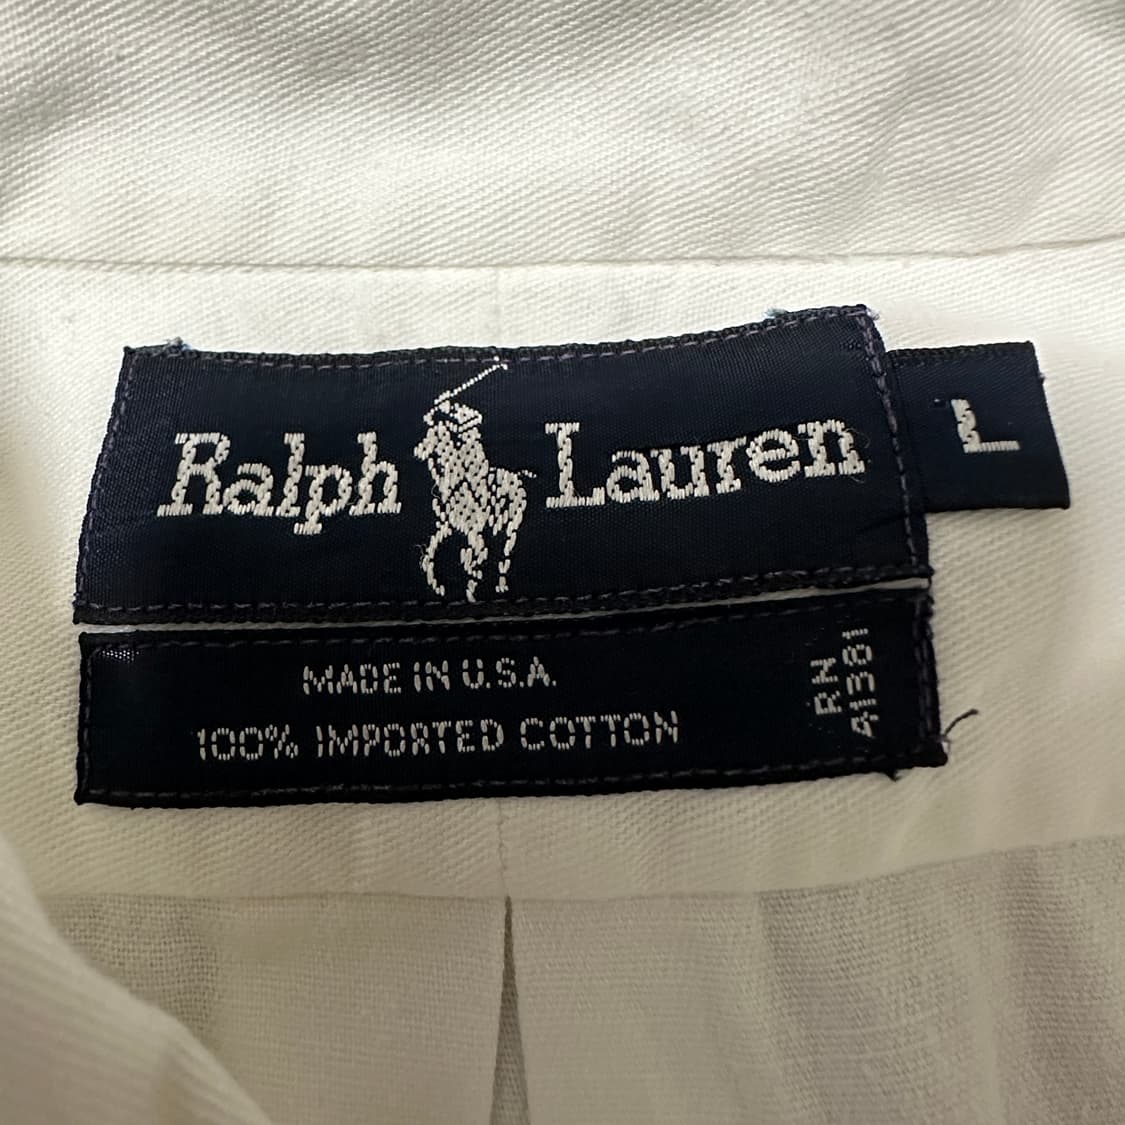 Ralph Lauren
L
MADE IN U.S.A.
100% IMPORTED COTTON
RN
41381